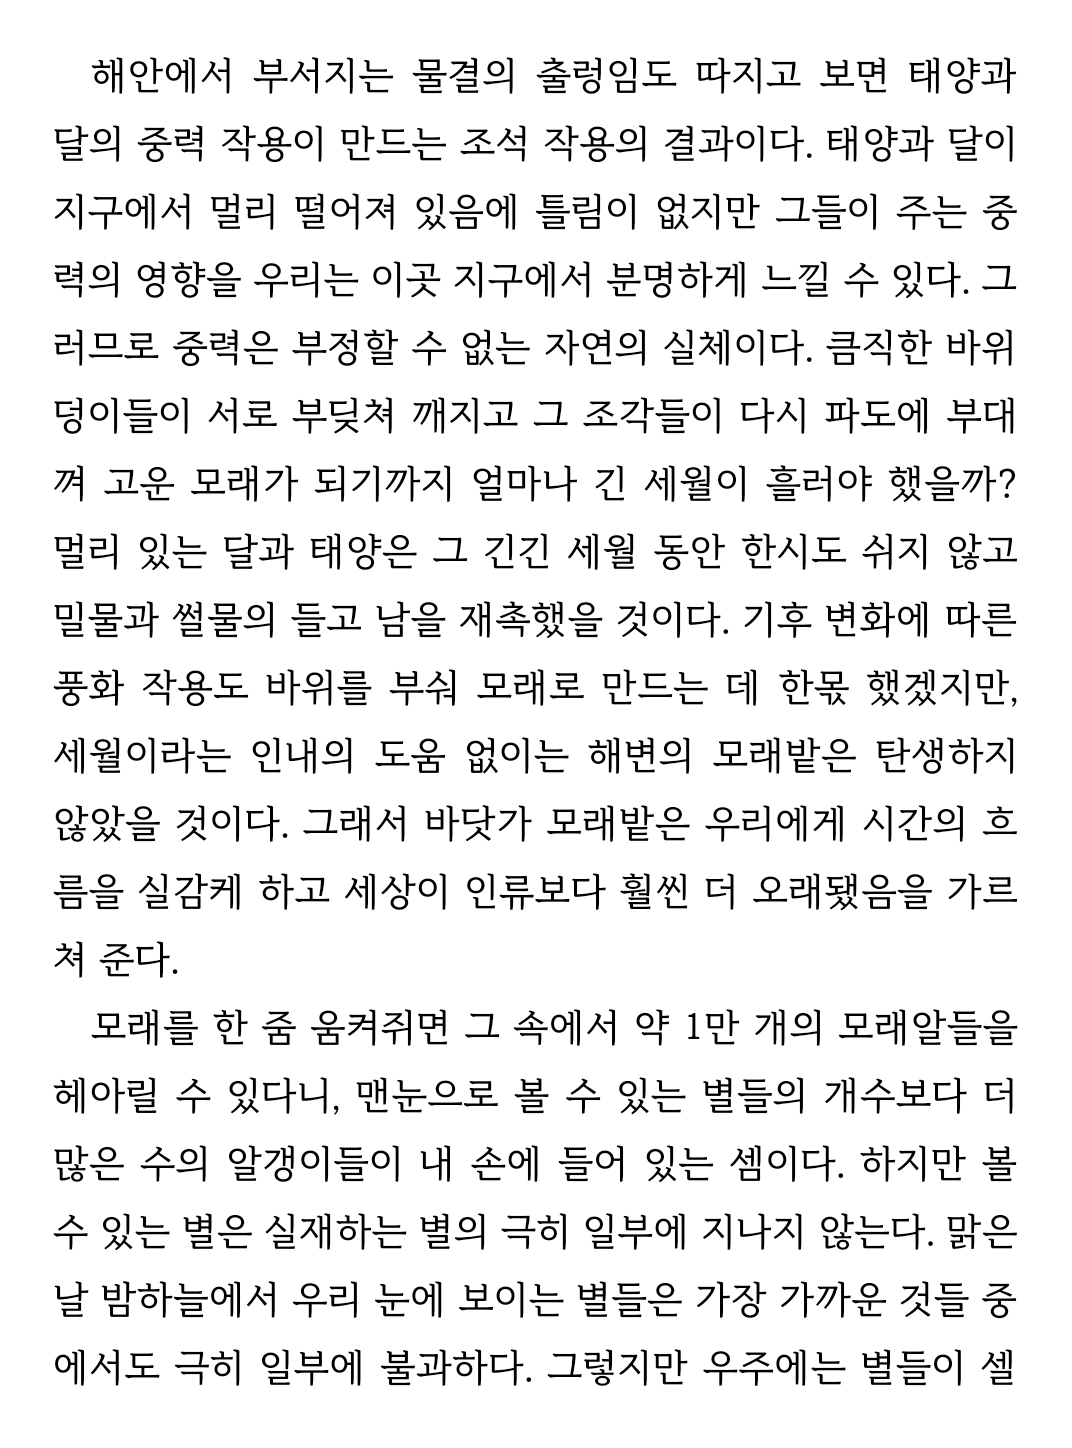 해안에서 부서지는 물결의 출렁임도 따지고 보면 태양과
달의 중력 작용이 만드는 조석 작용의 결과이다. 태양과 달이
지구에서 멀리 떨어져 있음에 틀림이 없지만 그들이 주는 중
력의 영향을 우리는 이곳 지구에서 분명하게 느낄 수 있다. 그
러므로 중력은 부정할 수 없는 자연의 실체이다. 큼직한 바위
덩이들이 서로 부딪쳐 깨지고 그 조각들이 다시 파도에 부대
껴 고운 모래가 되기까지 얼마나 긴 세월이 흘러야 했을까?
멀리 있는 달과 태양은 그 긴긴 세월 동안 한시도 쉬지 않고
밀물과 썰물의 들고 남을 재촉했을 것이다. 기후 변화에 따른
풍화 작용도 바위를 부숴 모래로 만드는 데 한몫 했겠지만,
세월이라는 인내의 도움 없이는 해변의 모래밭은 탄생하지
않았을 것이다. 그래서 바닷가 모래밭은 우리에게 시간의 흐
름을 실감케 하고 세상이 인류보다 훨씬 더 오래됐음을 가르
쳐 준다.
모래를 한 줌 움켜쥐면 그 속에서 약 1만 개의 모래알들을
헤아릴 수 있다니, 맨눈으로 볼 수 있는 별들의 개수보다 더
많은 수의 알갱이들이 내 손에 들어 있는 셈이다. 하지만 볼
수 있는 별은 실재하는 별의 극히 일부에 지나지 않는다. 맑은
날 밤하늘에서 우리 눈에 보이는 별들은 가장 가까운 것들 중
에서도 극히 일부에 불과하다. 그렇지만 우주에는 별들이 셀